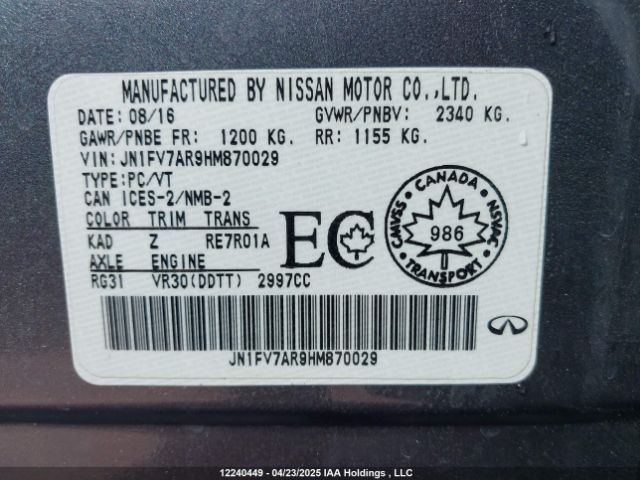 MANUFACTURED BY NISSAN MOTOR CO.,LTD.
DATE: 08/16 GVWR/PNBV: 2340 KG.
GAWR/PNBE FR: 1200 KG. RR: 1155 KG.
VIN: JN1FV7AR9HM870029
TYPE:PC/VT
CAN ICES-2/NMB-2
COLOR TRIM TRANS
KAD Z RE7R01A
AXLE ENGINE
RG31 VR30(DDTT) 2997CC
EC
CANADA
CMVSS
NSVAC
986
TRANSPORT
JN1FV7AR9HM870029
12240449 - 04/23/2025 IAA Holdings , LLC